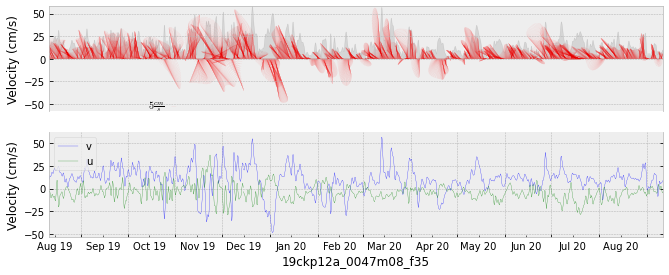 Velocity (cm/s)
50
25
0
−25
−50
5 cm/s
Velocity (cm/s)
50
25
0
−25
−50
v
u
Aug 19 Sep 19 Oct 19 Nov 19 Dec 19 Jan 20 Feb 20 Mar 20 Apr 20 May 20 Jun 20 Jul 20 Aug 20
19ckp12a_0047m08_f35